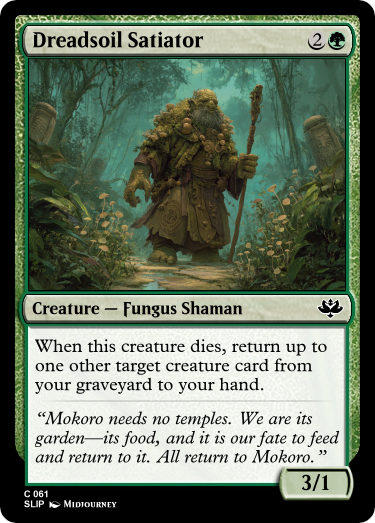 Dreadsoil Satiator 2
Creature — Fungus Shaman
When this creature dies, return up to
one other target creature card from
your graveyard to your hand.
“Mokoro needs no temples. We are its
garden—its food, and it is our fate to feed
and return to it. All return to Mokoro.”
3/1
C 061
SLIP Midjourney